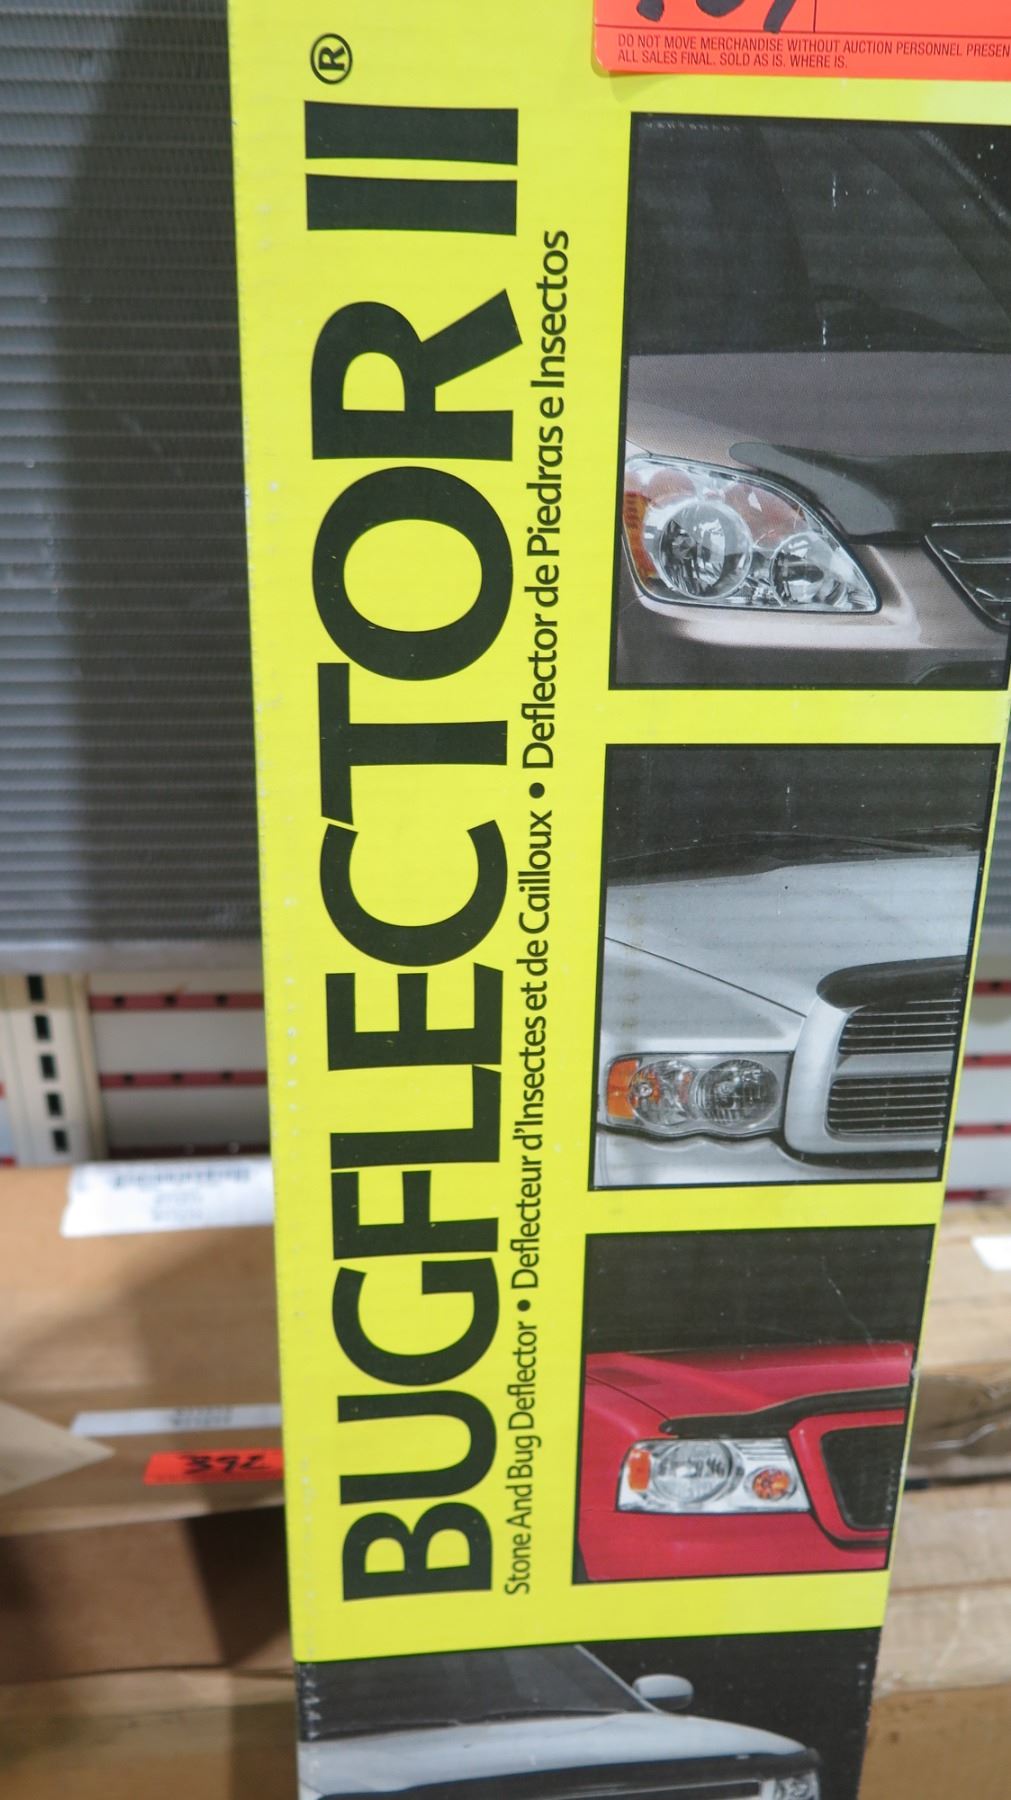 DO NOT MOVE MERCHANDISE WITHOUT AUCTION PERSONNEL PRESEN
ALL SALES FINAL. SOLD AS IS. WHERE IS.
BUGFLECTOR II®
Stone And Bug Deflector • Deflecteur d'Insectes et de Cailloux • Deflector de Piedras e Insectos
392